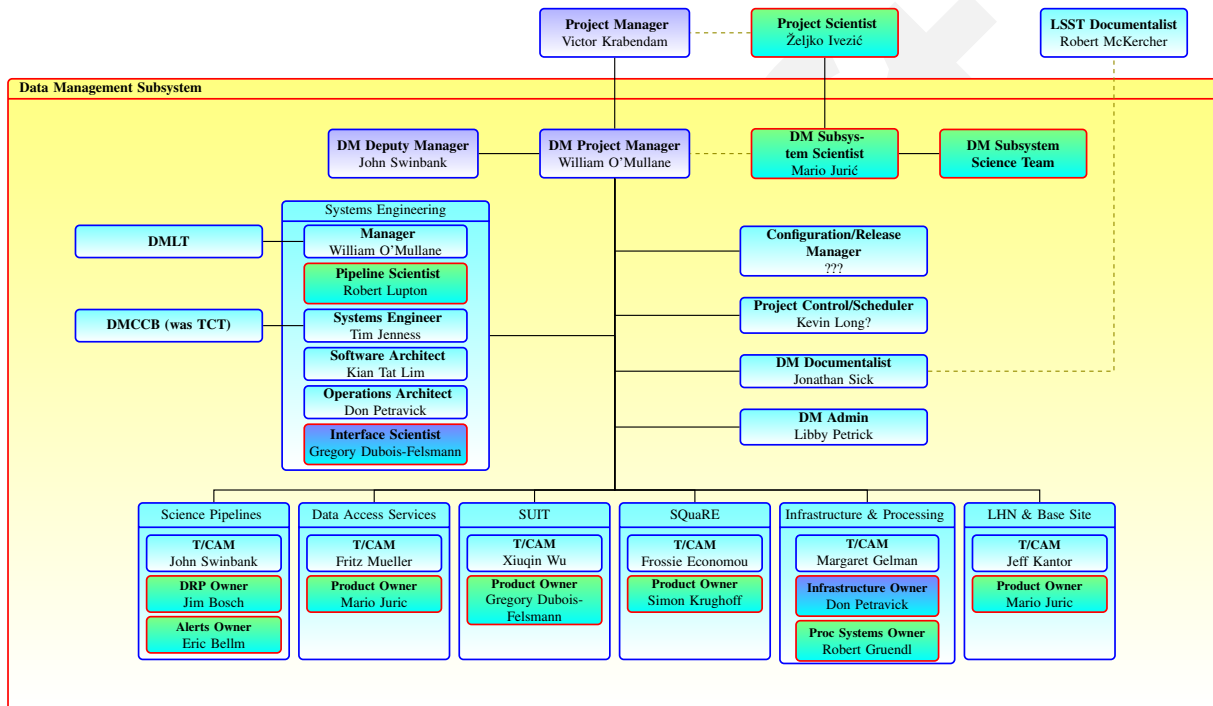 Project Manager
Victor Krabendam
Project Scientist
Željko Ivezić
LSST Documentalist
Robert McKercher
Data Management Subsystem
DM Deputy Manager
John Swinbank
DM Project Manager
William O'Mullane
DM Subsys-
tem Scientist
Mario Jurić
DM Subsystem
Science Team
Systems Engineering
DMLT
Manager
William O'Mullane
Pipeline Scientist
Robert Lupton
DMCCB (was TCT)
Systems Engineer
Tim Jenness
Software Architect
Kian Tat Lim
Operations Architect
Don Petravick
Interface Scientist
Gregory Dubois-Felsmann
Configuration/Release
Manager
???
Project Control/Scheduler
Kevin Long?
DM Documentalist
Jonathan Sick
DM Admin
Libby Petrick
Science Pipelines
T/CAM
John Swinbank
DRP Owner
Jim Bosch
Alerts Owner
Eric Bellm
Data Access Services
T/CAM
Fritz Mueller
Product Owner
Mario Juric
SUIT
T/CAM
Xiuqin Wu
Product Owner
Gregory Dubois-
Felsmann
SQuaRE
T/CAM
Frossie Economou
Product Owner
Simon Krughoff
Infrastructure & Processing
T/CAM
Margaret Gelman
Infrastructure Owner
Don Petravick
Proc Systems Owner
Robert Gruendl
LHN & Base Site
T/CAM
Jeff Kantor
Product Owner
Mario Juric